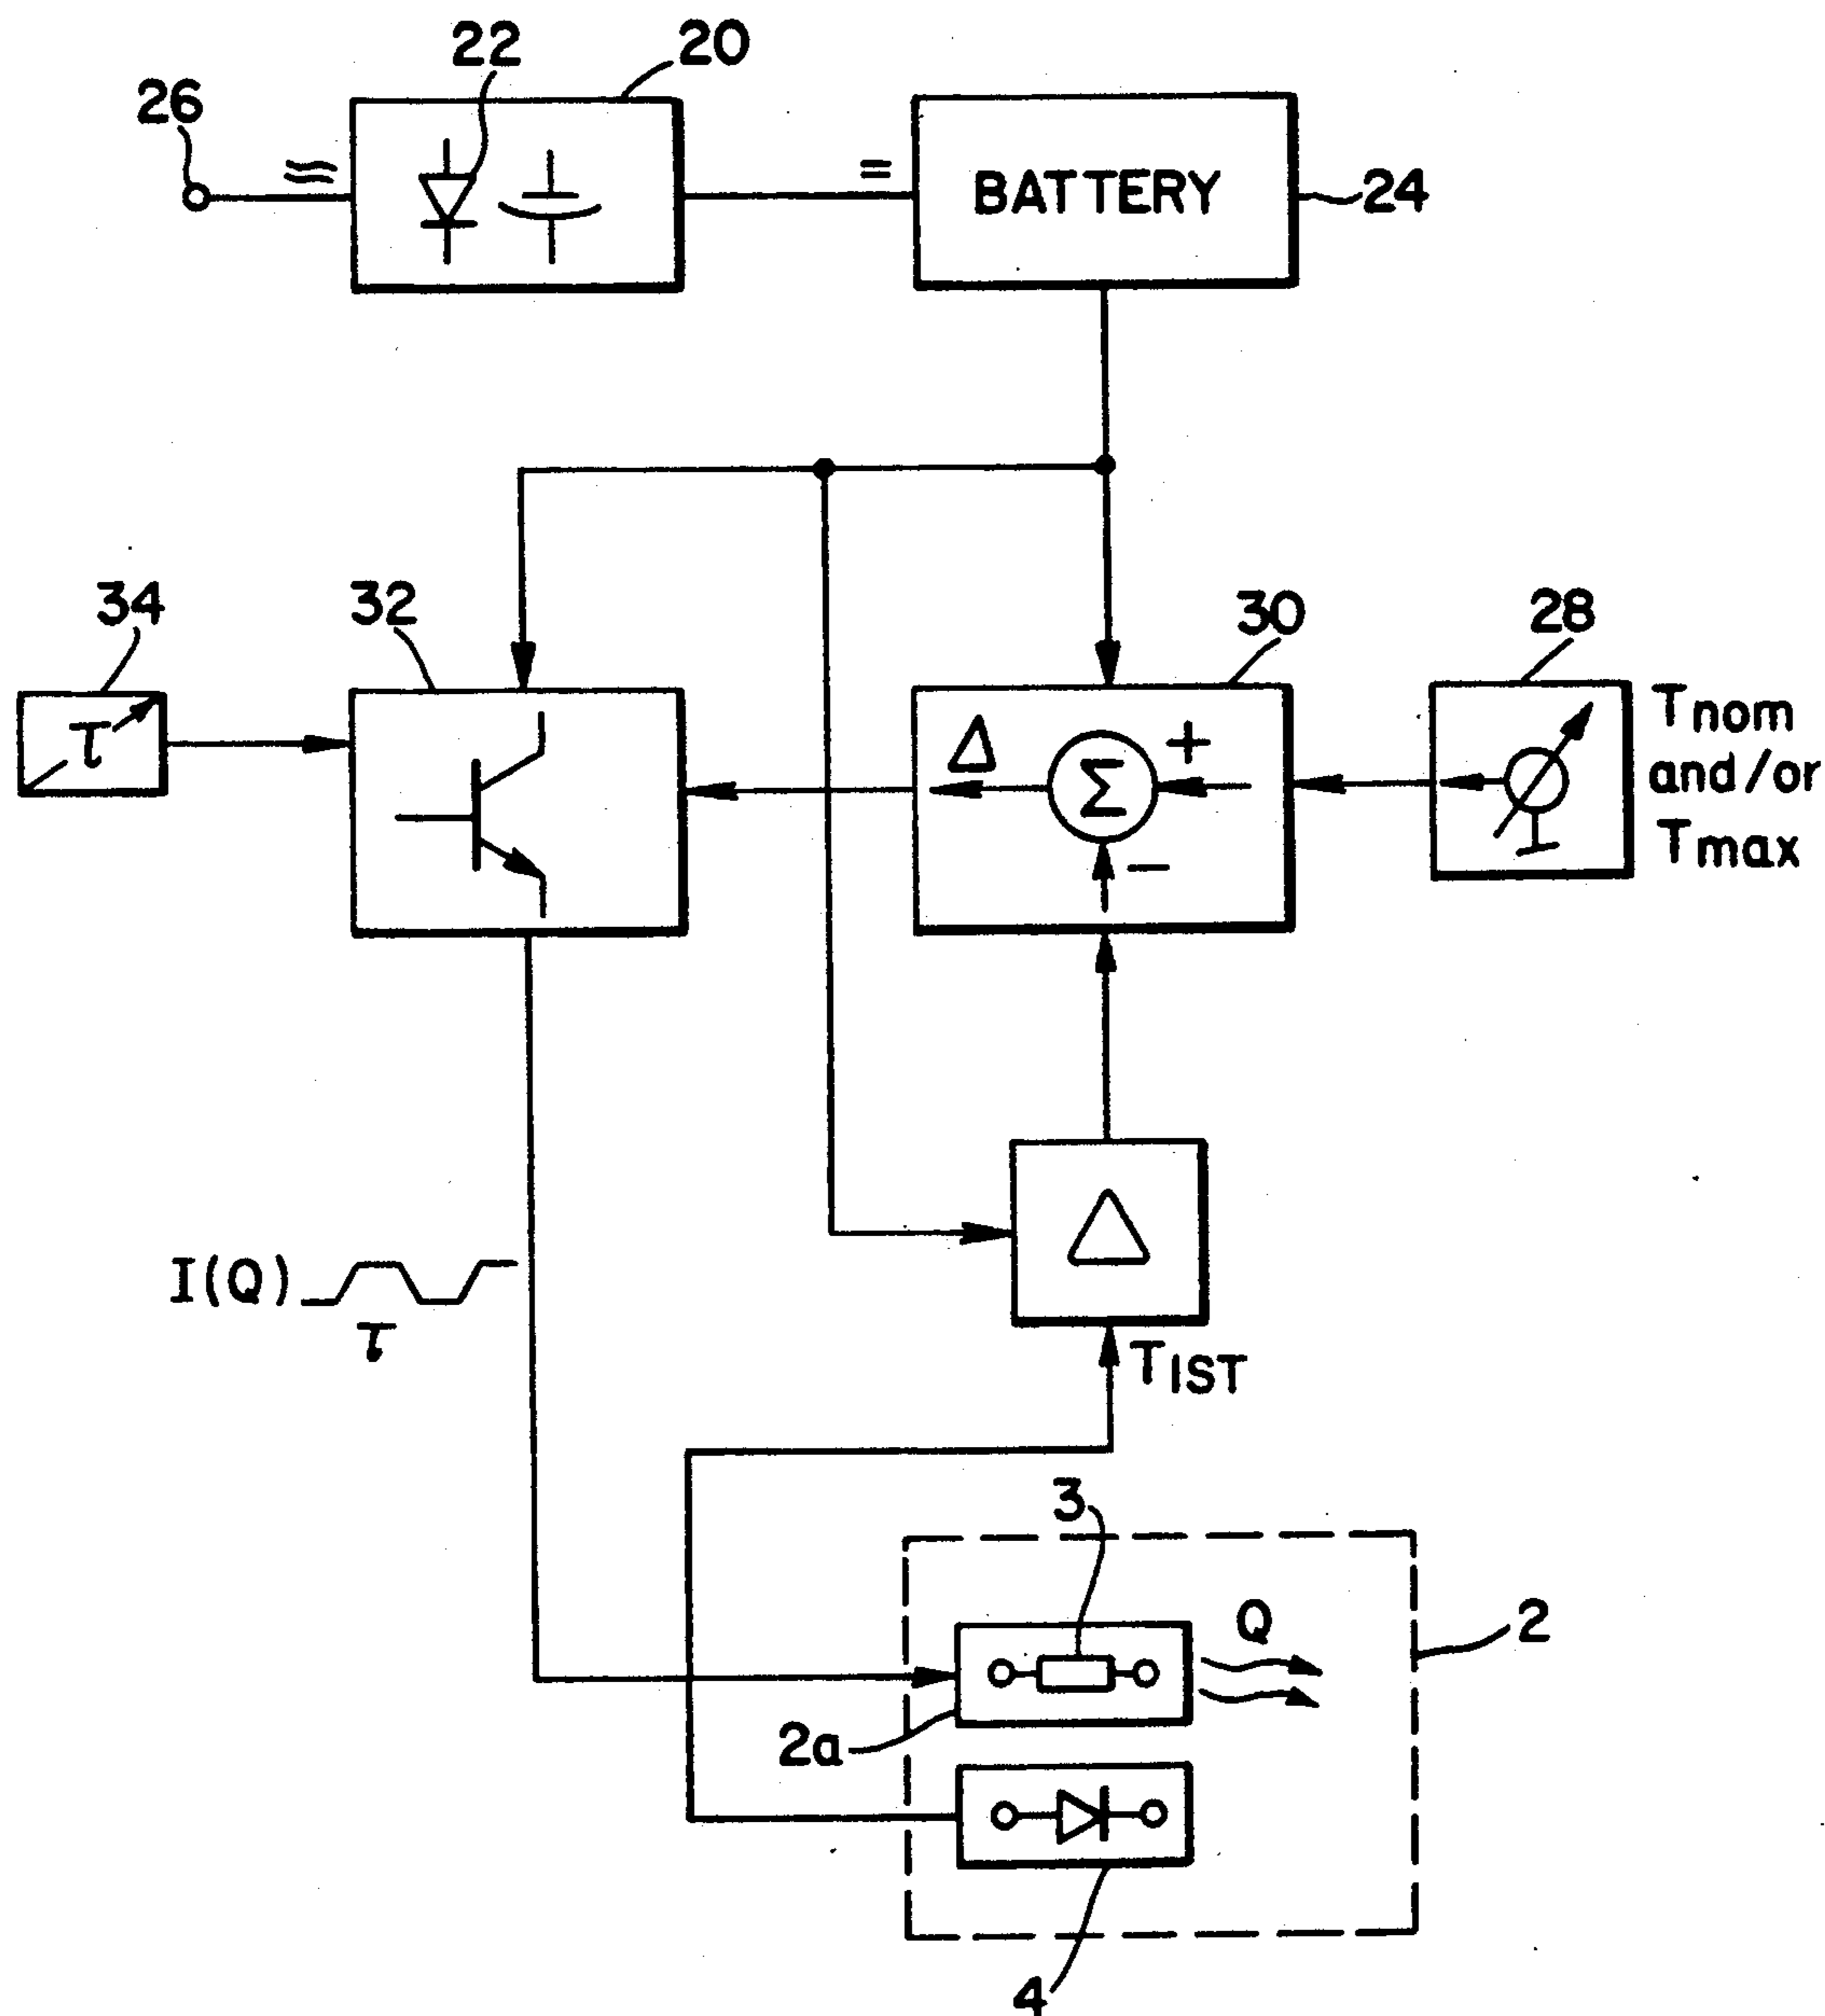 22
20
26
≈
=
BATTERY
24
34
32
30
28
τ
Δ
Σ
+
−
Tnom
and/or
Tmax
Δ
I(Q)
τ
TIST
3
Q
2
2a
4